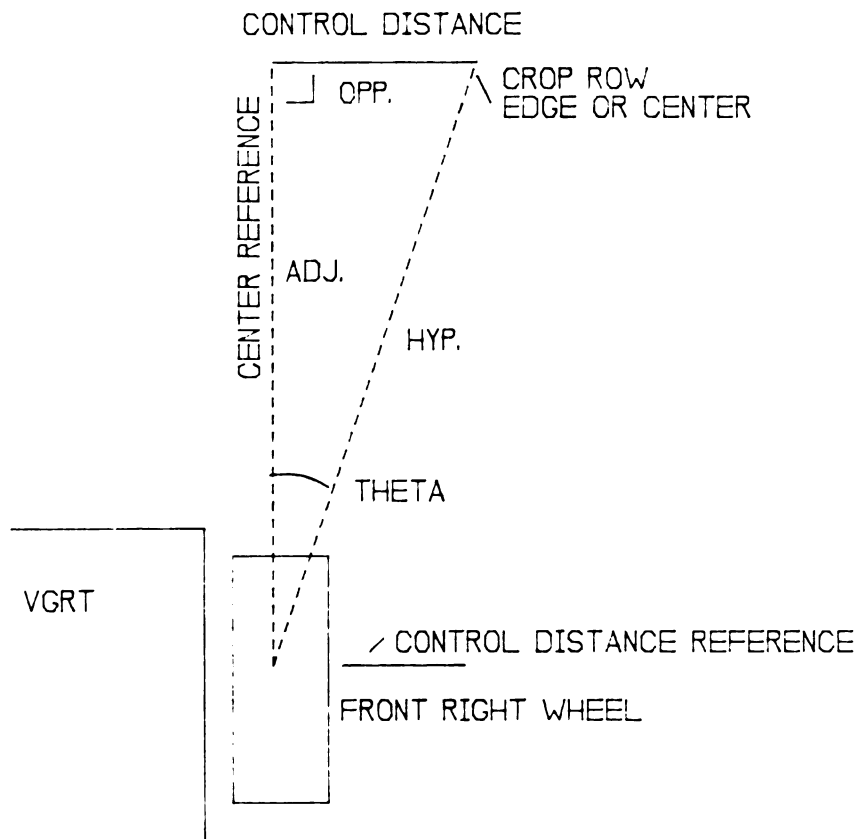 CONTROL DISTANCE
OPP.
CROP ROW
EDGE OR CENTER
CENTER REFERENCE
ADJ.
HYP.
THETA
VGRT
CONTROL DISTANCE REFERENCE
FRONT RIGHT WHEEL